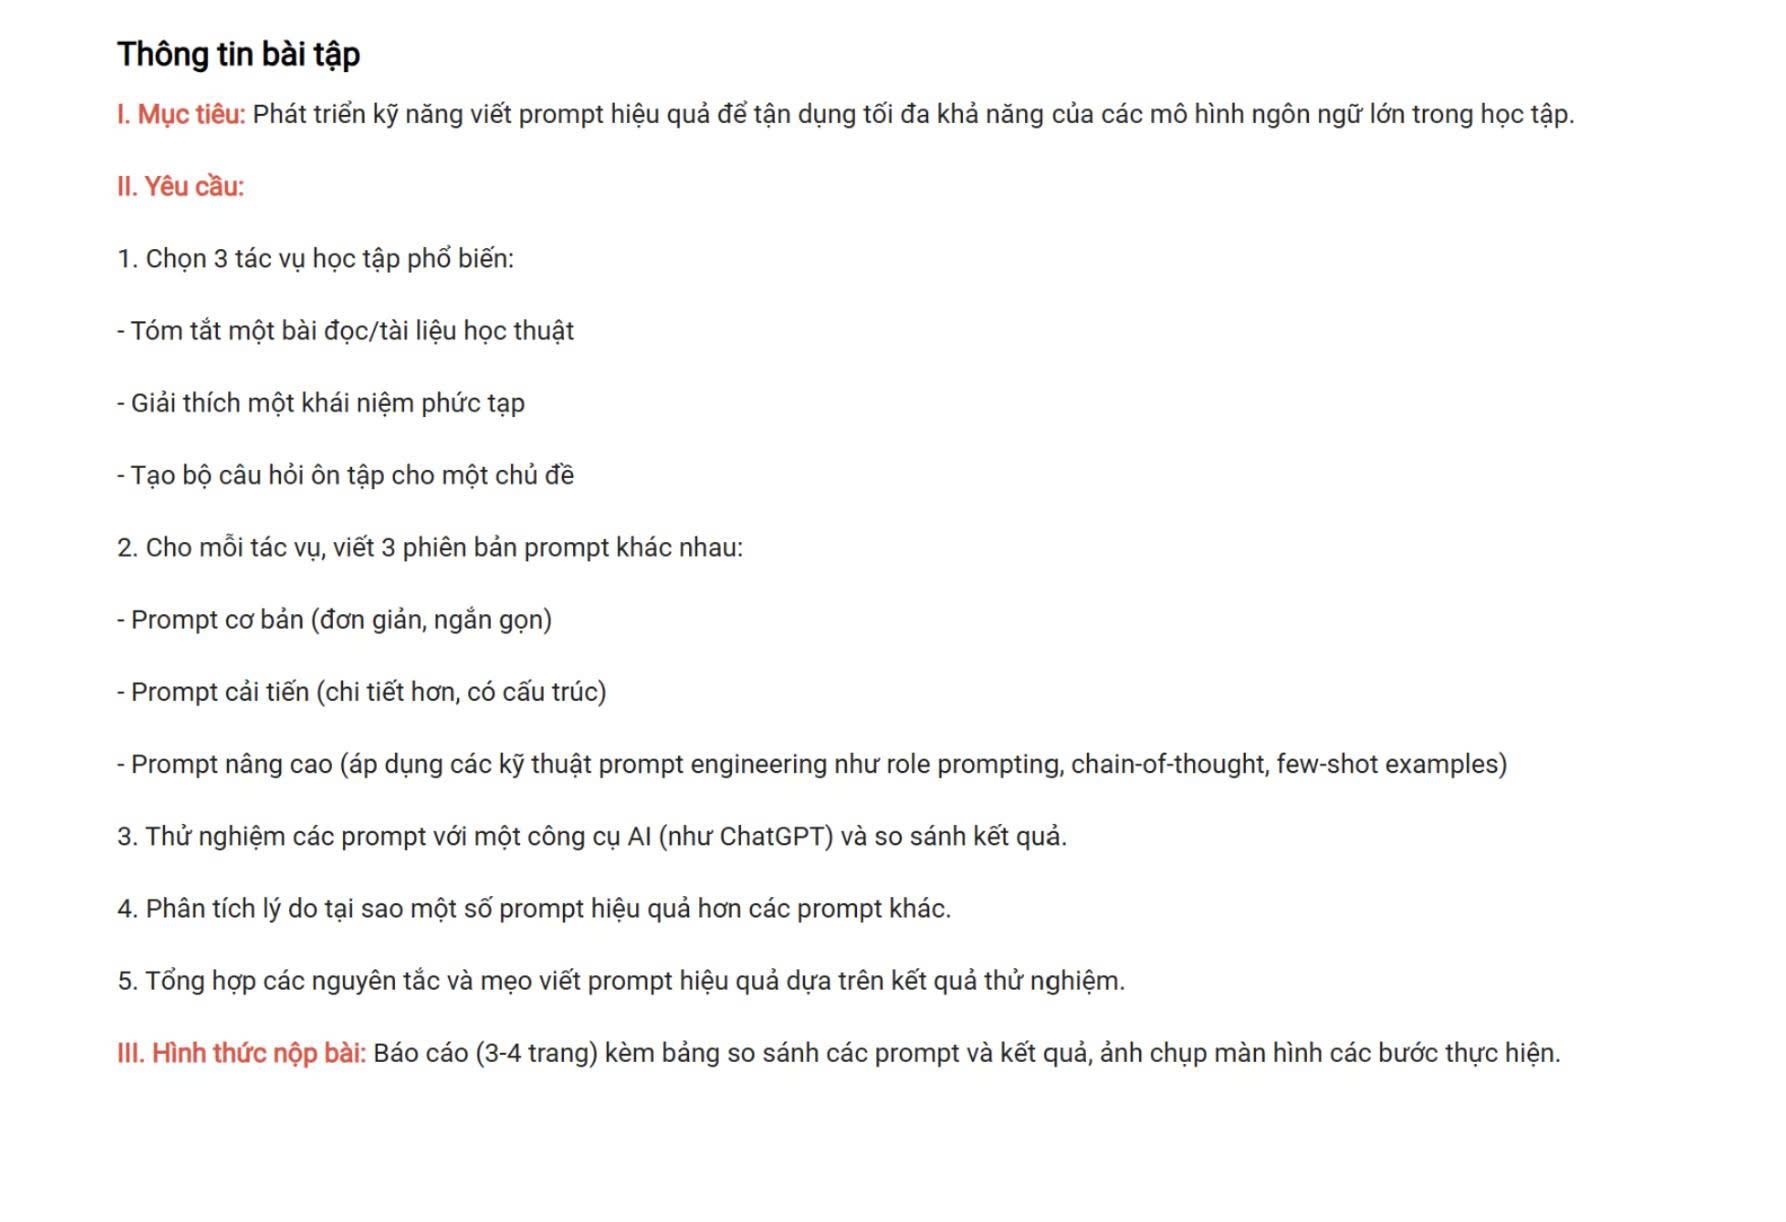 Thông tin bài tập
I. Mục tiêu: Phát triển kỹ năng viết prompt hiệu quả để tận dụng tối đa khả năng của các mô hình ngôn ngữ lớn trong học tập.
II. Yêu cầu:
1. Chọn 3 tác vụ học tập phổ biến:
- Tóm tắt một bài đọc/tài liệu học thuật
- Giải thích một khái niệm phức tạp
- Tạo bộ câu hỏi ôn tập cho một chủ đề
2. Cho mỗi tác vụ, viết 3 phiên bản prompt khác nhau:
- Prompt cơ bản (đơn giản, ngắn gọn)
- Prompt cải tiến (chi tiết hơn, có cấu trúc)
- Prompt nâng cao (áp dụng các kỹ thuật prompt engineering như role prompting, chain-of-thought, few-shot examples)
3. Thử nghiệm các prompt với một công cụ AI (như ChatGPT) và so sánh kết quả.
4. Phân tích lý do tại sao một số prompt hiệu quả hơn các prompt khác.
5. Tổng hợp các nguyên tắc và mẹo viết prompt hiệu quả dựa trên kết quả thử nghiệm.
III. Hình thức nộp bài: Báo cáo (3-4 trang) kèm bảng so sánh các prompt và kết quả, ảnh chụp màn hình các bước thực hiện.